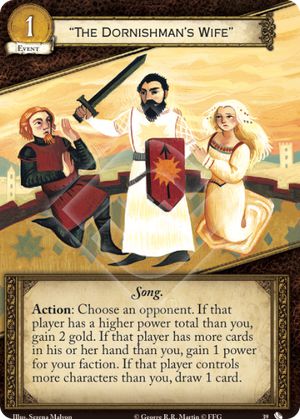 1
"THE DORNISHMAN'S WIFE"
EVENT
Song.
Action: Choose an opponent. If that
player has a higher power total than you,
gain 2 gold. If that player has more cards
in his or her hand than you, gain 1 power
for your faction. If that player controls
more characters than you, draw 1 card.
Illus. Serena Malyon
© George R.R. Martin © FFG